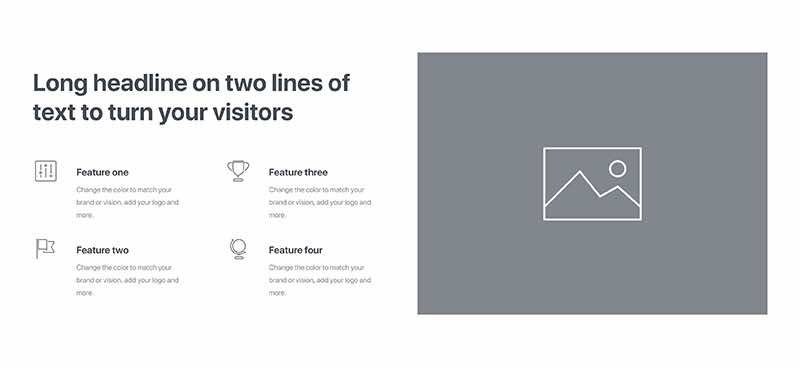 Long headline on two lines of
text to turn your visitors
Feature one
Change the color to match your
brand or vision, add your logo and
more.
Feature three
Change the color to match your
brand or vision, add your logo and
more.
Feature two
Change the color to match your
brand or vision, add your logo and
more.
Feature four
Change the color to match your
brand or vision, add your logo and
more.